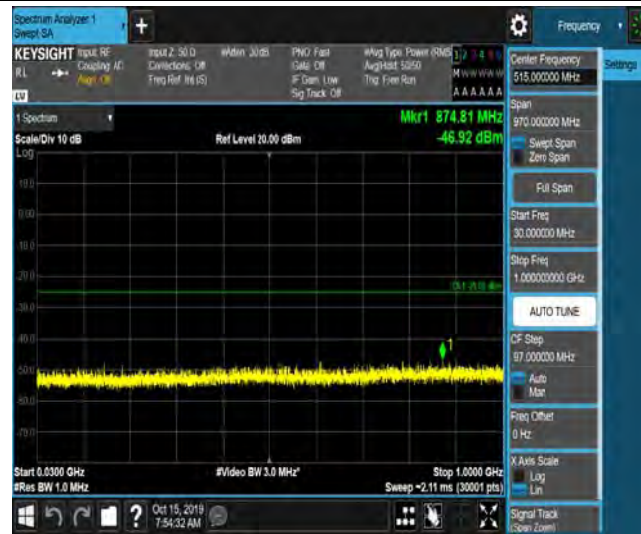 Spectrum Analyzer 1
Swept SA
+
Frequency
KEYSIGHT
RL
Input: RF
Coupling: AC
Align: Off
Input Z: 50 Ω
Corrections: Off
Freq Ref: Int (S)
#Atten: 30 dB
PNO: Fast
Gate: Off
IF Gain: Low
Sig Track: Off
#Avg Type: Power (RMS)
Avg|Hold: 50/50
Trig: Free Run
1 2 3 4 5 6
M W W W W W
A A A A A A
LV
1 Spectrum
Scale/Div 10 dB
Log
Ref Level 20.00 dBm
Mkr1 874.81 MHz
-46.92 dBm
10.0
0.00
-10.0
-20.0
-30.0
-40.0
-50.0
-60.0
-70.0
1
Start 0.0300 GHz
#Res BW 1.0 MHz
#Video BW 3.0 MHz*
Stop 1.0000 GHz
Sweep ~2.11 ms (30001 pts)
Center Frequency
515.000000 MHz
Settings
Span
970.000000 MHz
Swept Span
Zero Span
Full Span
Start Freq
30.000000 MHz
Stop Freq
1.000000000 GHz
AUTO TUNE
CF Step
97.000000 MHz
Auto
Man
Freq Offset
0 Hz
X Axis Scale
Log
Lin
Signal Track
(Span Zoom)
?
Oct 15, 2019
7:54:32 AM